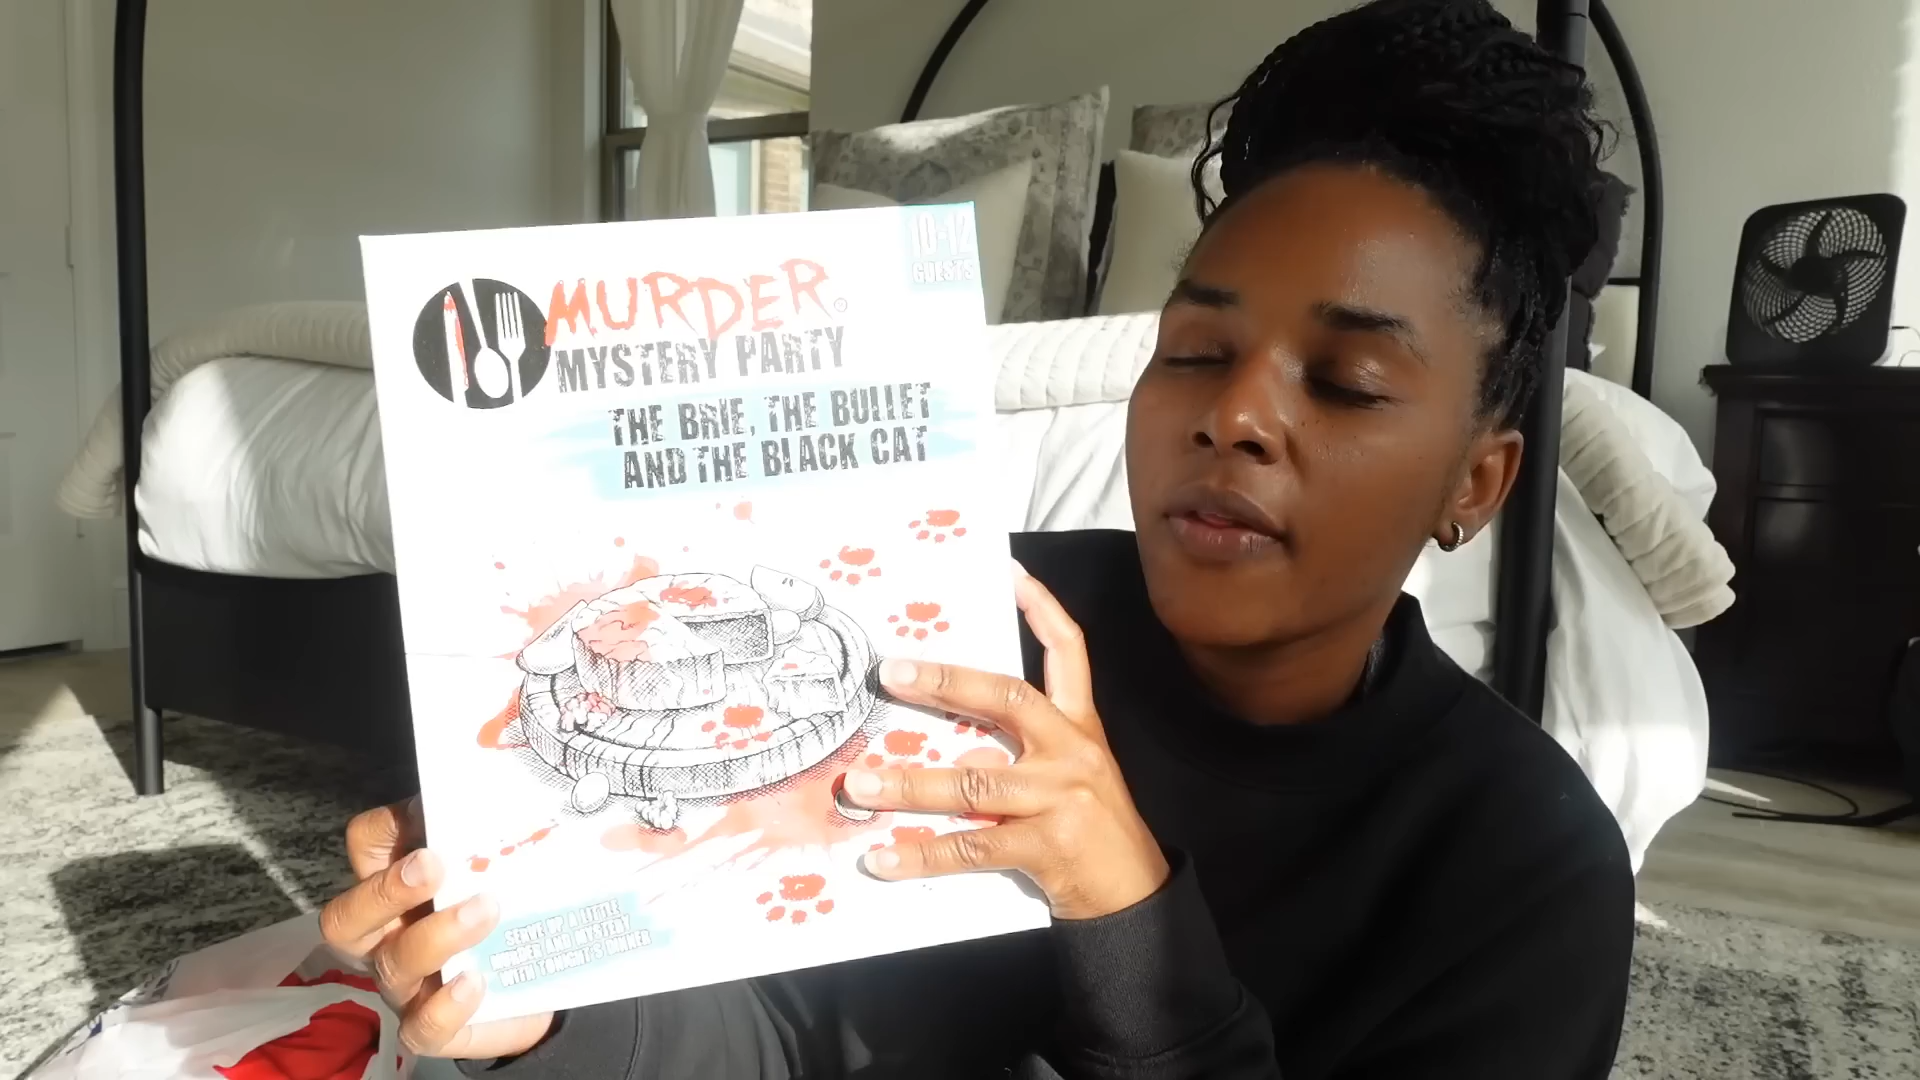 10-12
GUESTS
MURDER®
MYSTERY PARTY
THE BRIE, THE BULLET
AND THE BLACK CAT
SERVE UP A LITTLE
MURDER AND MYSTERY
WITH TONIGHT'S DINNER